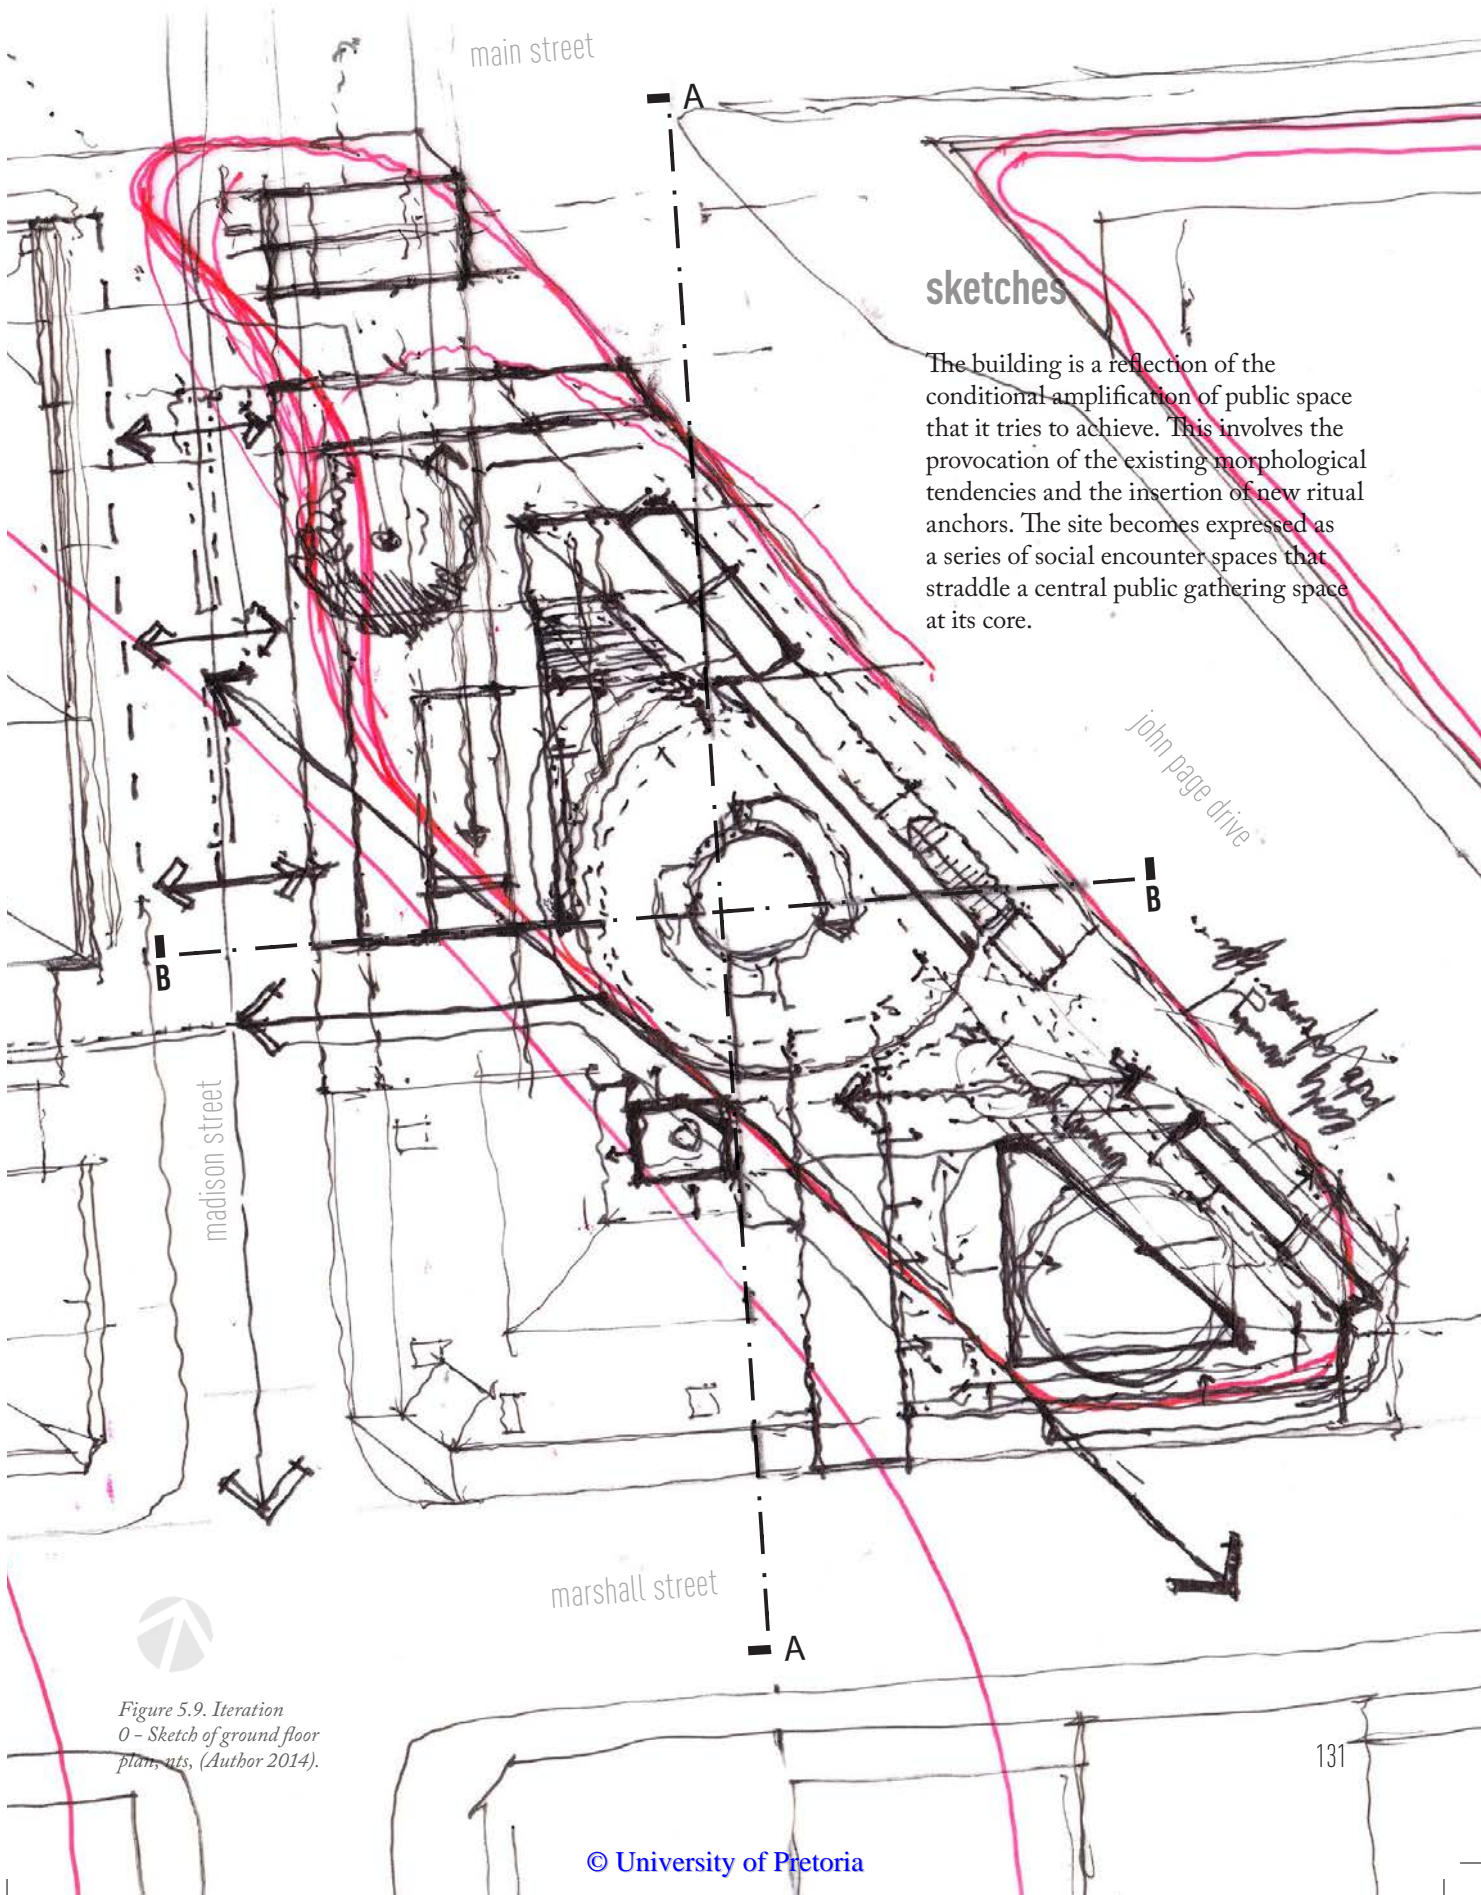 main street
A
sketches
The building is a reflection of the
conditional amplification of public space
that it tries to achieve. This involves the
provocation of the existing morphological
tendencies and the insertion of new ritual
anchors. The site becomes expressed as
a series of social encounter spaces that
straddle a central public gathering space
at its core.
john page drive
B
B
madison street
marshall street
A
Figure 5.9. Iteration
0 - Sketch of ground floor
plan, nts, (Author 2014).
131
© University of Pretoria